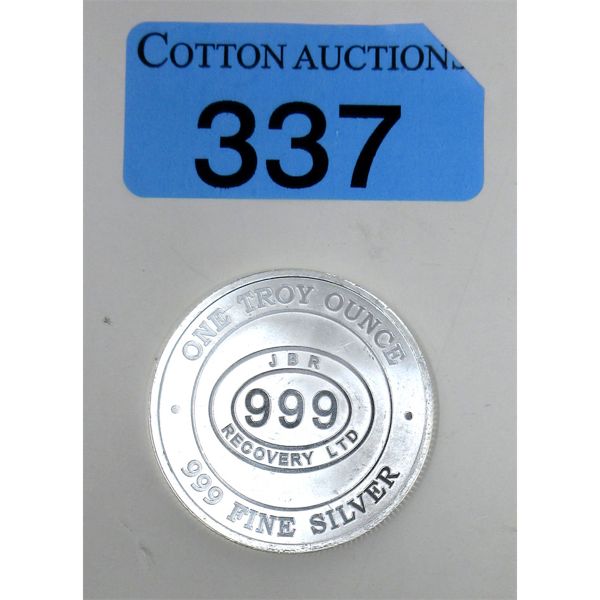 COTTON AUCTIONS
337
ONE TROY OUNCE
JBR
999
RECOVERY LTD
999 FINE SILVER